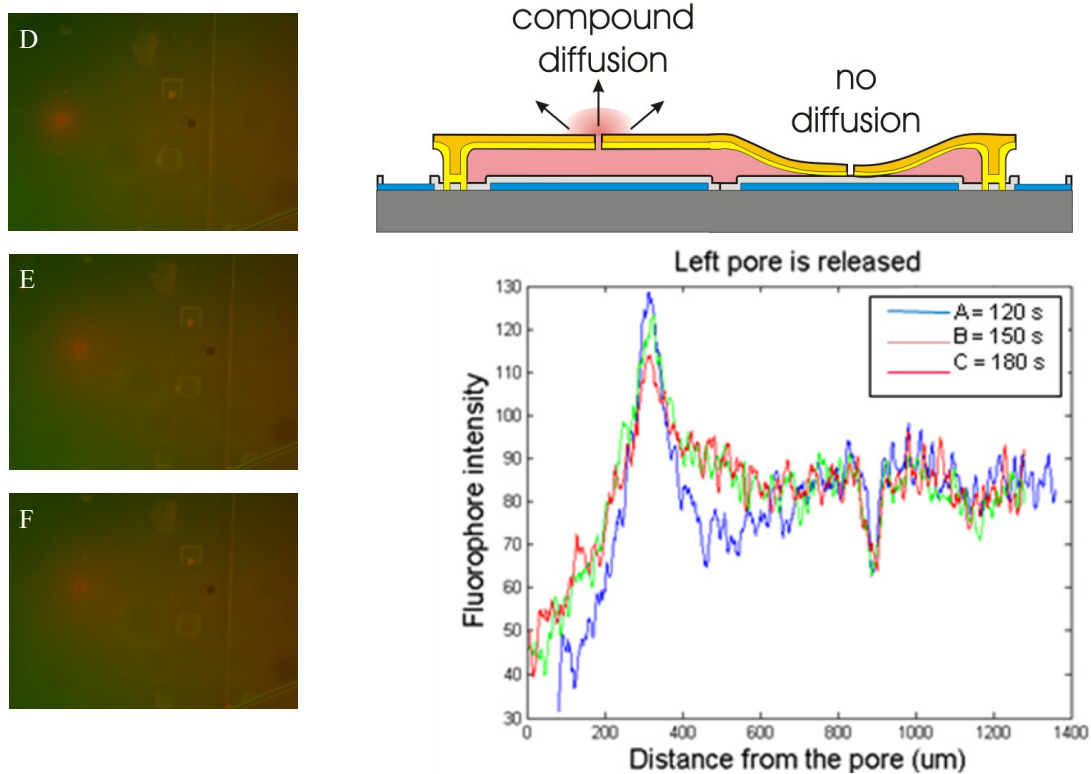 D
E
F
compound
diffusion
no
diffusion
Left pore is released
A = 120 s
B = 150 s
C = 180 s
Fluorophore intensity
130
120
110
100
90
80
70
60
50
40
30
0
200
400
600
800
1000
1200
1400
Distance from the pore (um)